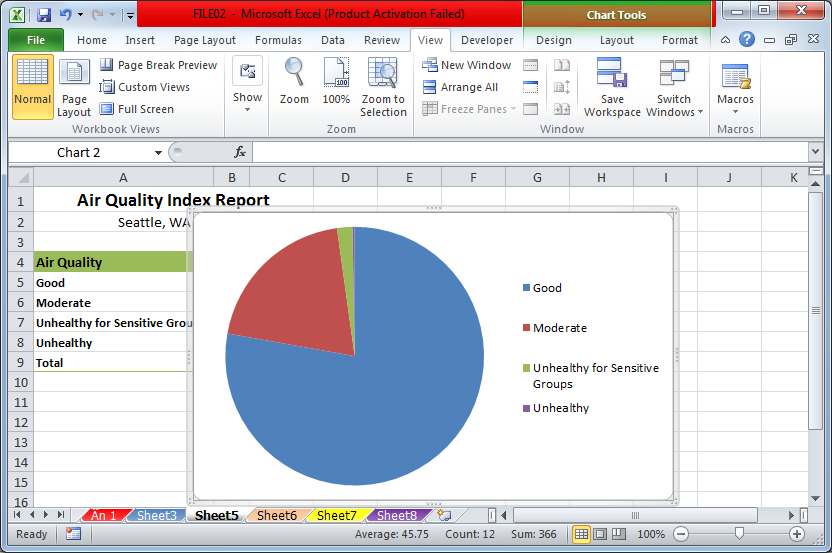 FILE02 - Microsoft Excel (Product Activation Failed)
Chart Tools
File Home Insert Page Layout Formulas Data Review View Developer Design Layout Format
Normal
Page Layout
Page Break Preview
Custom Views
Full Screen
Workbook Views
Show
Zoom
100%
Zoom to Selection
Zoom
New Window
Arrange All
Freeze Panes
Save Workspace
Switch Windows
Window
Macros
Macros
Chart 2
fx
A B C D E F G H I J K
1 Air Quality Index Report
2 Seattle, WA
3
4 Air Quality
5 Good
6 Moderate
7 Unhealthy for Sensitive Grou
8 Unhealthy
9 Total
10
11
12
13
14
15
16
Good
Moderate
Unhealthy for Sensitive
Groups
Unhealthy
An 1 Sheet3 Sheet5 Sheet6 Sheet7 Sheet8
Ready Average: 45.75 Count: 12 Sum: 366 100%